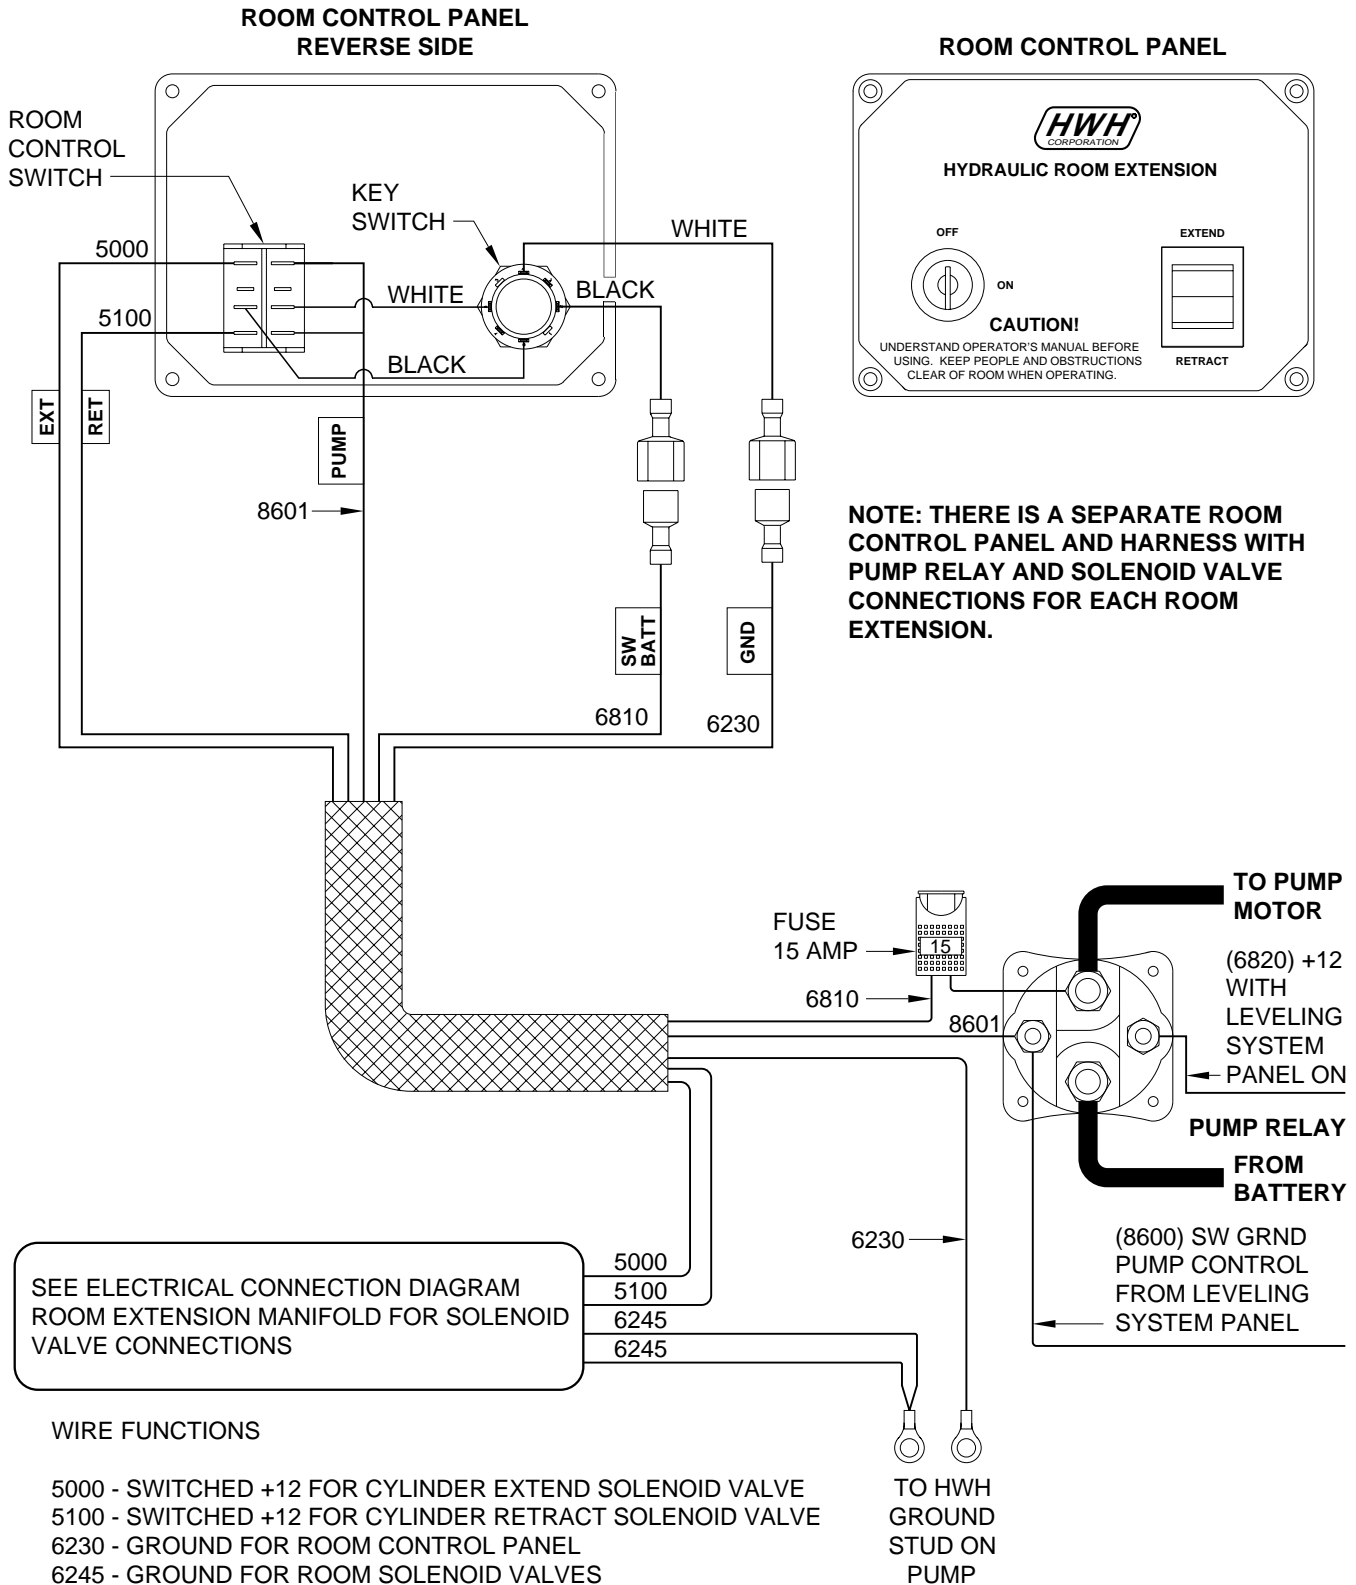 ROOM CONTROL PANEL
REVERSE SIDE
ROOM CONTROL PANEL
ROOM
CONTROL
SWITCH
KEY
SWITCH
WHITE
5000
WHITE
BLACK
5100
BLACK
EXT
RET
PUMP
8601
SW
BATT
GND
6810
6230
HWH
CORPORATION
HYDRAULIC ROOM EXTENSION
OFF
ON
EXTEND
RETRACT
CAUTION!
UNDERSTAND OPERATOR'S MANUAL BEFORE
USING. KEEP PEOPLE AND OBSTRUCTIONS
CLEAR OF ROOM WHEN OPERATING.
NOTE: THERE IS A SEPARATE ROOM
CONTROL PANEL AND HARNESS WITH
PUMP RELAY AND SOLENOID VALVE
CONNECTIONS FOR EACH ROOM
EXTENSION.
FUSE
15 AMP
15
6810
8601
TO PUMP
MOTOR
(6820) +12
WITH
LEVELING
SYSTEM
PANEL ON
PUMP RELAY
FROM
BATTERY
(8600) SW GRND
PUMP CONTROL
FROM LEVELING
SYSTEM PANEL
6230
5000
5100
6245
6245
SEE ELECTRICAL CONNECTION DIAGRAM
ROOM EXTENSION MANIFOLD FOR SOLENOID
VALVE CONNECTIONS
WIRE FUNCTIONS
5000 - SWITCHED +12 FOR CYLINDER EXTEND SOLENOID VALVE
5100 - SWITCHED +12 FOR CYLINDER RETRACT SOLENOID VALVE
6230 - GROUND FOR ROOM CONTROL PANEL
6245 - GROUND FOR ROOM SOLENOID VALVES
TO HWH
GROUND
STUD ON
PUMP